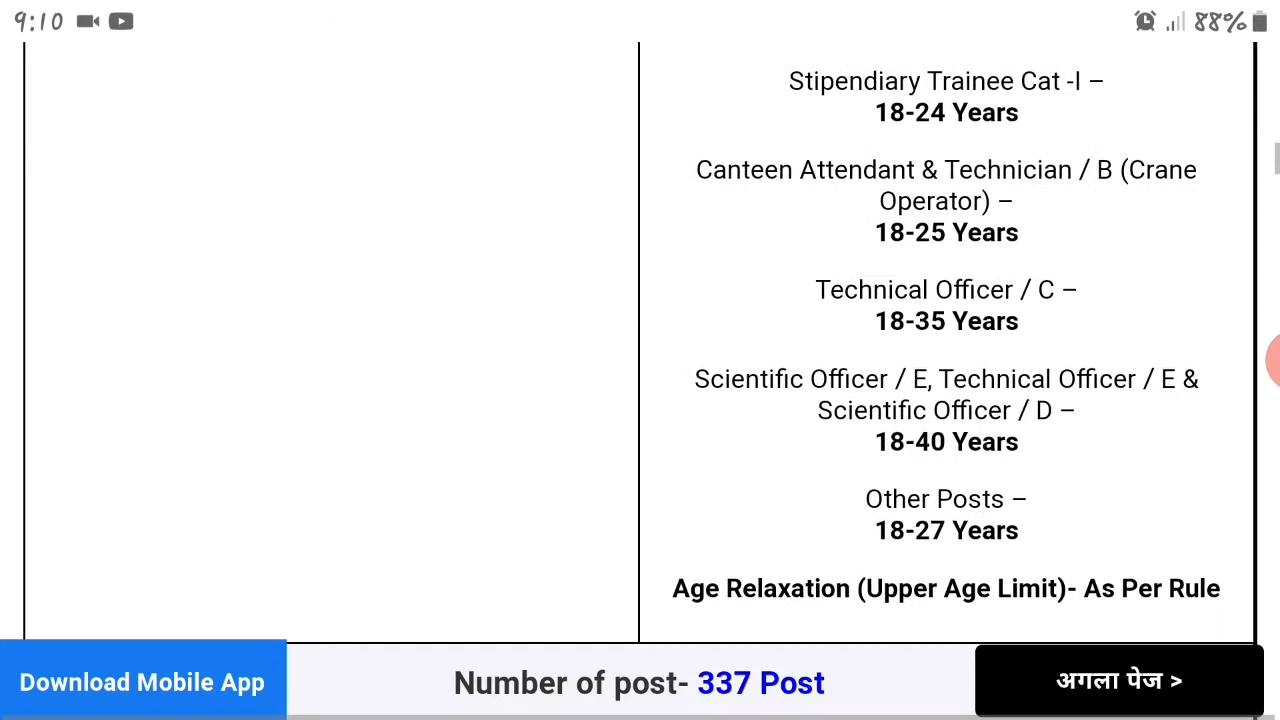 9:10
88%
Stipendiary Trainee Cat -I –
18-24 Years
Canteen Attendant & Technician / B (Crane
Operator) –
18-25 Years
Technical Officer / C –
18-35 Years
Scientific Officer / E, Technical Officer / E &
Scientific Officer / D –
18-40 Years
Other Posts –
18-27 Years
Age Relaxation (Upper Age Limit)- As Per Rule
Download Mobile App
Number of post- 337 Post
अगला पेज >